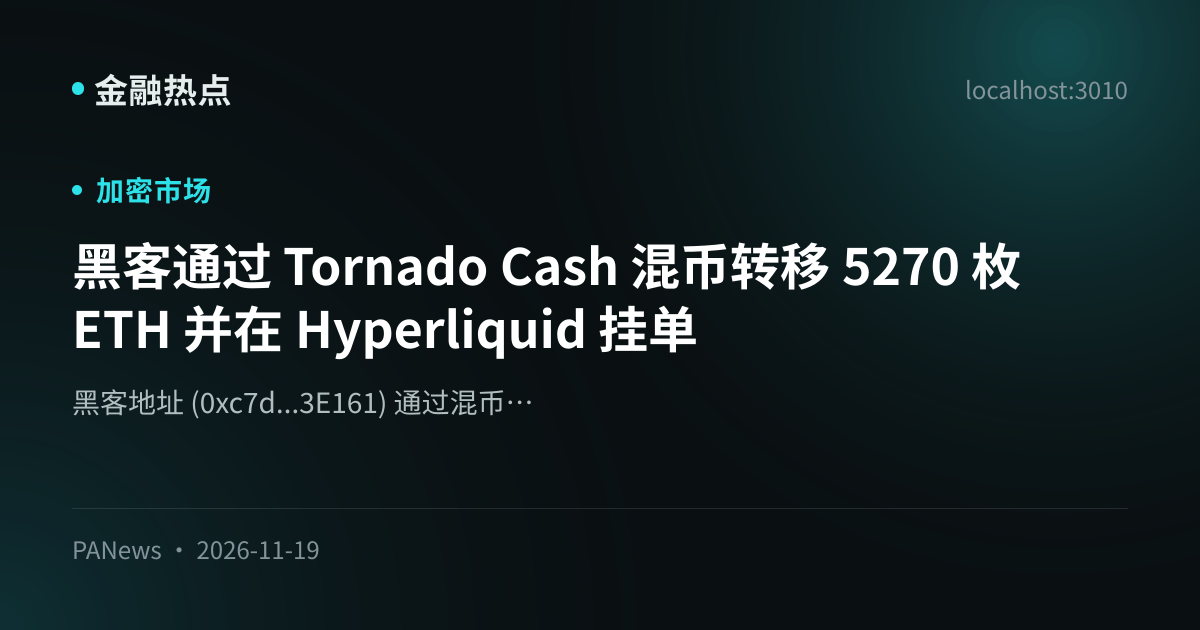 金融热点
localhost:3010
加密市场
黑客通过 Tornado Cash 混币转移 5270 枚
ETH 并在 Hyperliquid 挂单
黑客地址 (0xc7d...3E161) 通过混币…
PANews • 2026-11-19